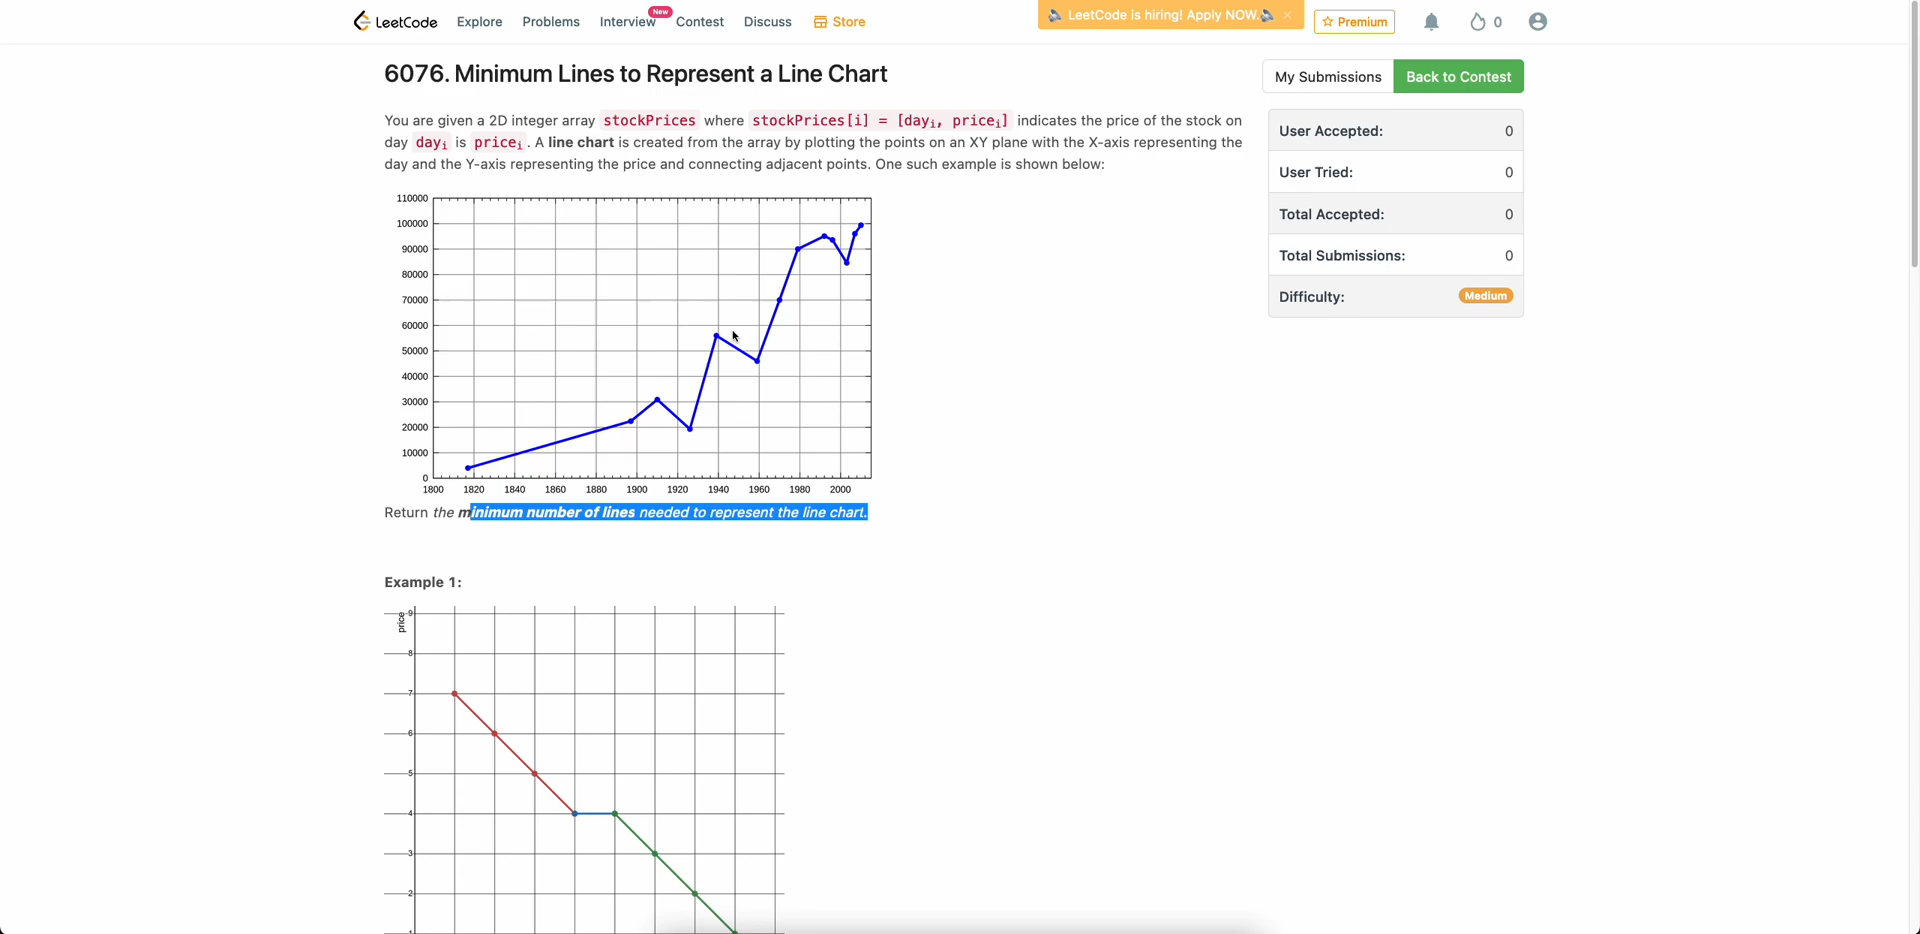 LeetCode Explore Problems Interview New Contest Discuss Store LeetCode is hiring! Apply NOW. × Premium 0
6076. Minimum Lines to Represent a Line Chart
My Submissions Back to Contest
You are given a 2D integer array stockPrices where stockPrices[i] = [dayᵢ, priceᵢ] indicates the price of the stock on
day dayᵢ is priceᵢ. A line chart is created from the array by plotting the points on an XY plane with the X-axis representing the
day and the Y-axis representing the price and connecting adjacent points. One such example is shown below:
User Accepted: 0
User Tried: 0
Total Accepted: 0
Total Submissions: 0
Difficulty: Medium
110000
100000
90000
80000
70000
60000
50000
40000
30000
20000
10000
0
1800 1820 1840 1860 1880 1900 1920 1940 1960 1980 2000
Return the minimum number of lines needed to represent the line chart.
Example 1:
price
9
8
7
6
5
4
3
2